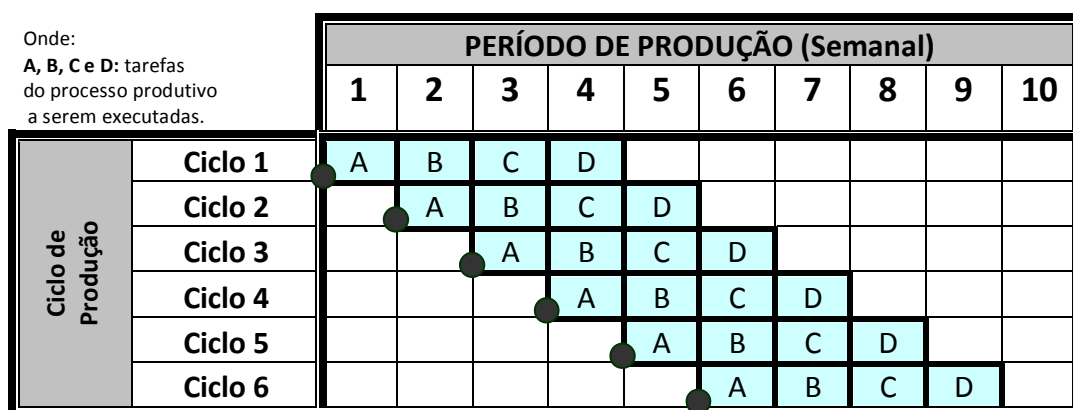 Onde:
A, B, C e D: tarefas
do processo produtivo
a serem executadas.
PERÍODO DE PRODUÇÃO (Semanal)
1 2 3 4 5 6 7 8 9 10
Ciclo de
Produção
Ciclo 1 A B C D
Ciclo 2 A B C D
Ciclo 3 A B C D
Ciclo 4 A B C D
Ciclo 5 A B C D
Ciclo 6 A B C D